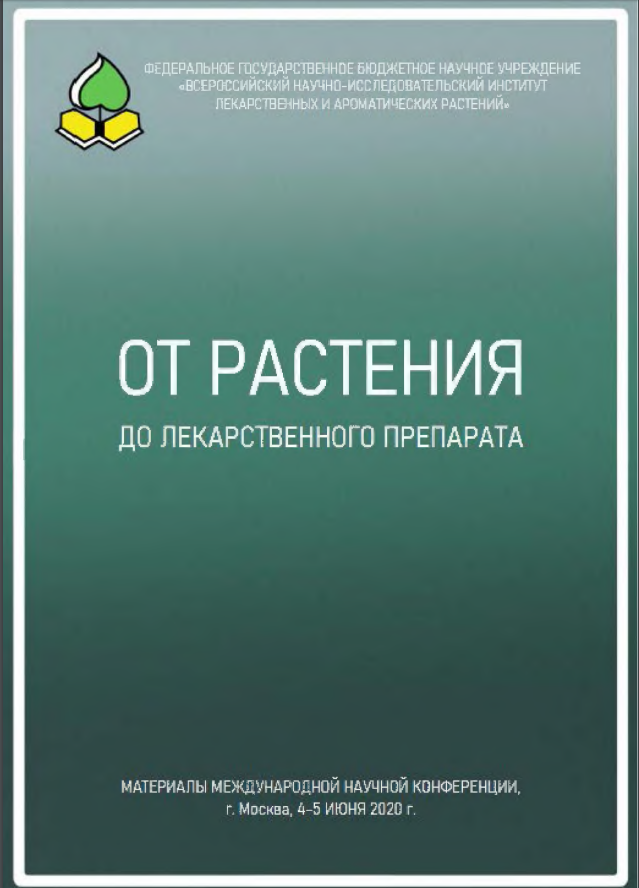 ФЕДЕРАЛЬНОЕ ГОСУДАРСТВЕННОЕ БЮДЖЕТНОЕ НАУЧНОЕ УЧРЕЖДЕНИЕ
«ВСЕРОССИЙСКИЙ НАУЧНО-ИССЛЕДОВАТЕЛЬСКИЙ ИНСТИТУТ
ЛЕКАРСТВЕННЫХ И АРОМАТИЧЕСКИХ РАСТЕНИЙ»
ОТ РАСТЕНИЯ
ДО ЛЕКАРСТВЕННОГО ПРЕПАРАТА
МАТЕРИАЛЫ МЕЖДУНАРОДНОЙ НАУЧНОЙ КОНФЕРЕНЦИИ,
г. Москва, 4-5 ИЮНЯ 2020 г.